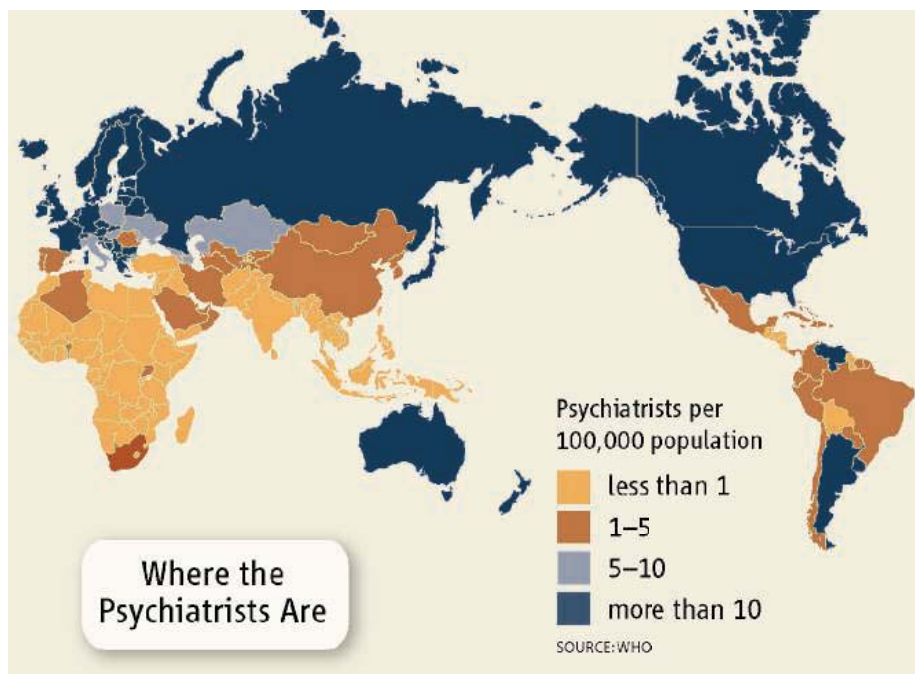 Psychiatrists per
100,000 population
less than 1
1–5
5–10
more than 10
SOURCE: WHO
Where the
Psychiatrists Are